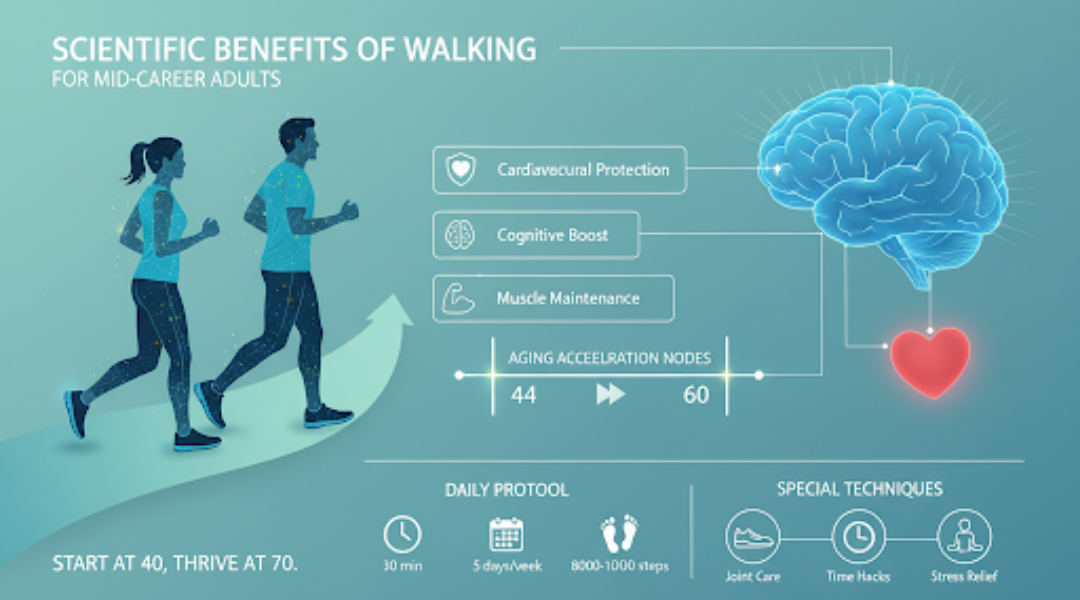 SCIENTIFIC BENEFITS OF WALKING
FOR MID-CAREER ADULTS
Cardiavecural Protection
Cognitive Boost
Muscle Maintenance
AGING ACCEELRATION NODES
44
60
DAILY PROTOOL
30 min
5 days/week
8000-1000 steps
SPECIAL TECHNIQUES
Joint Care
Time Hacks
Stress Relief
START AT 40, THRIVE AT 70.